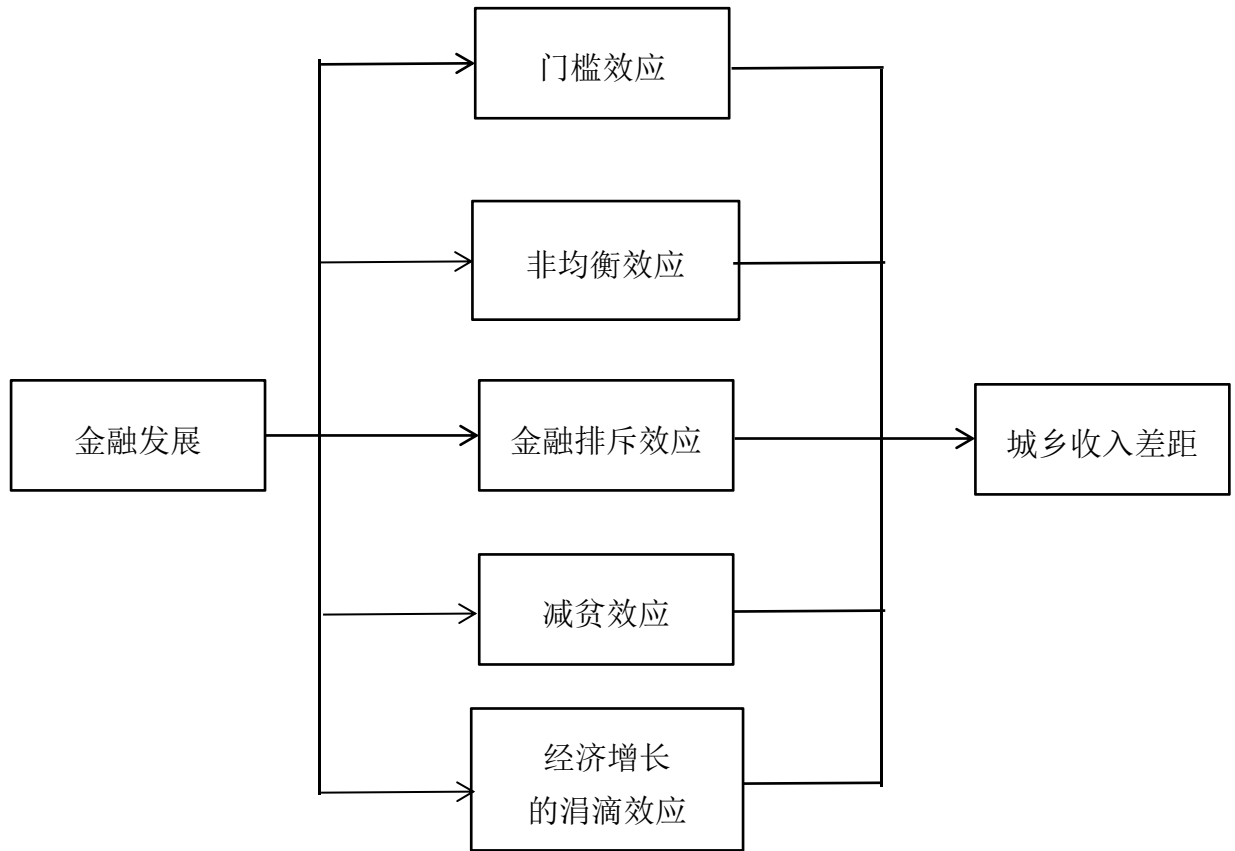 门槛效应
非均衡效应
金融发展
金融排斥效应
城乡收入差距
减贫效应
经济增长
的涓滴效应